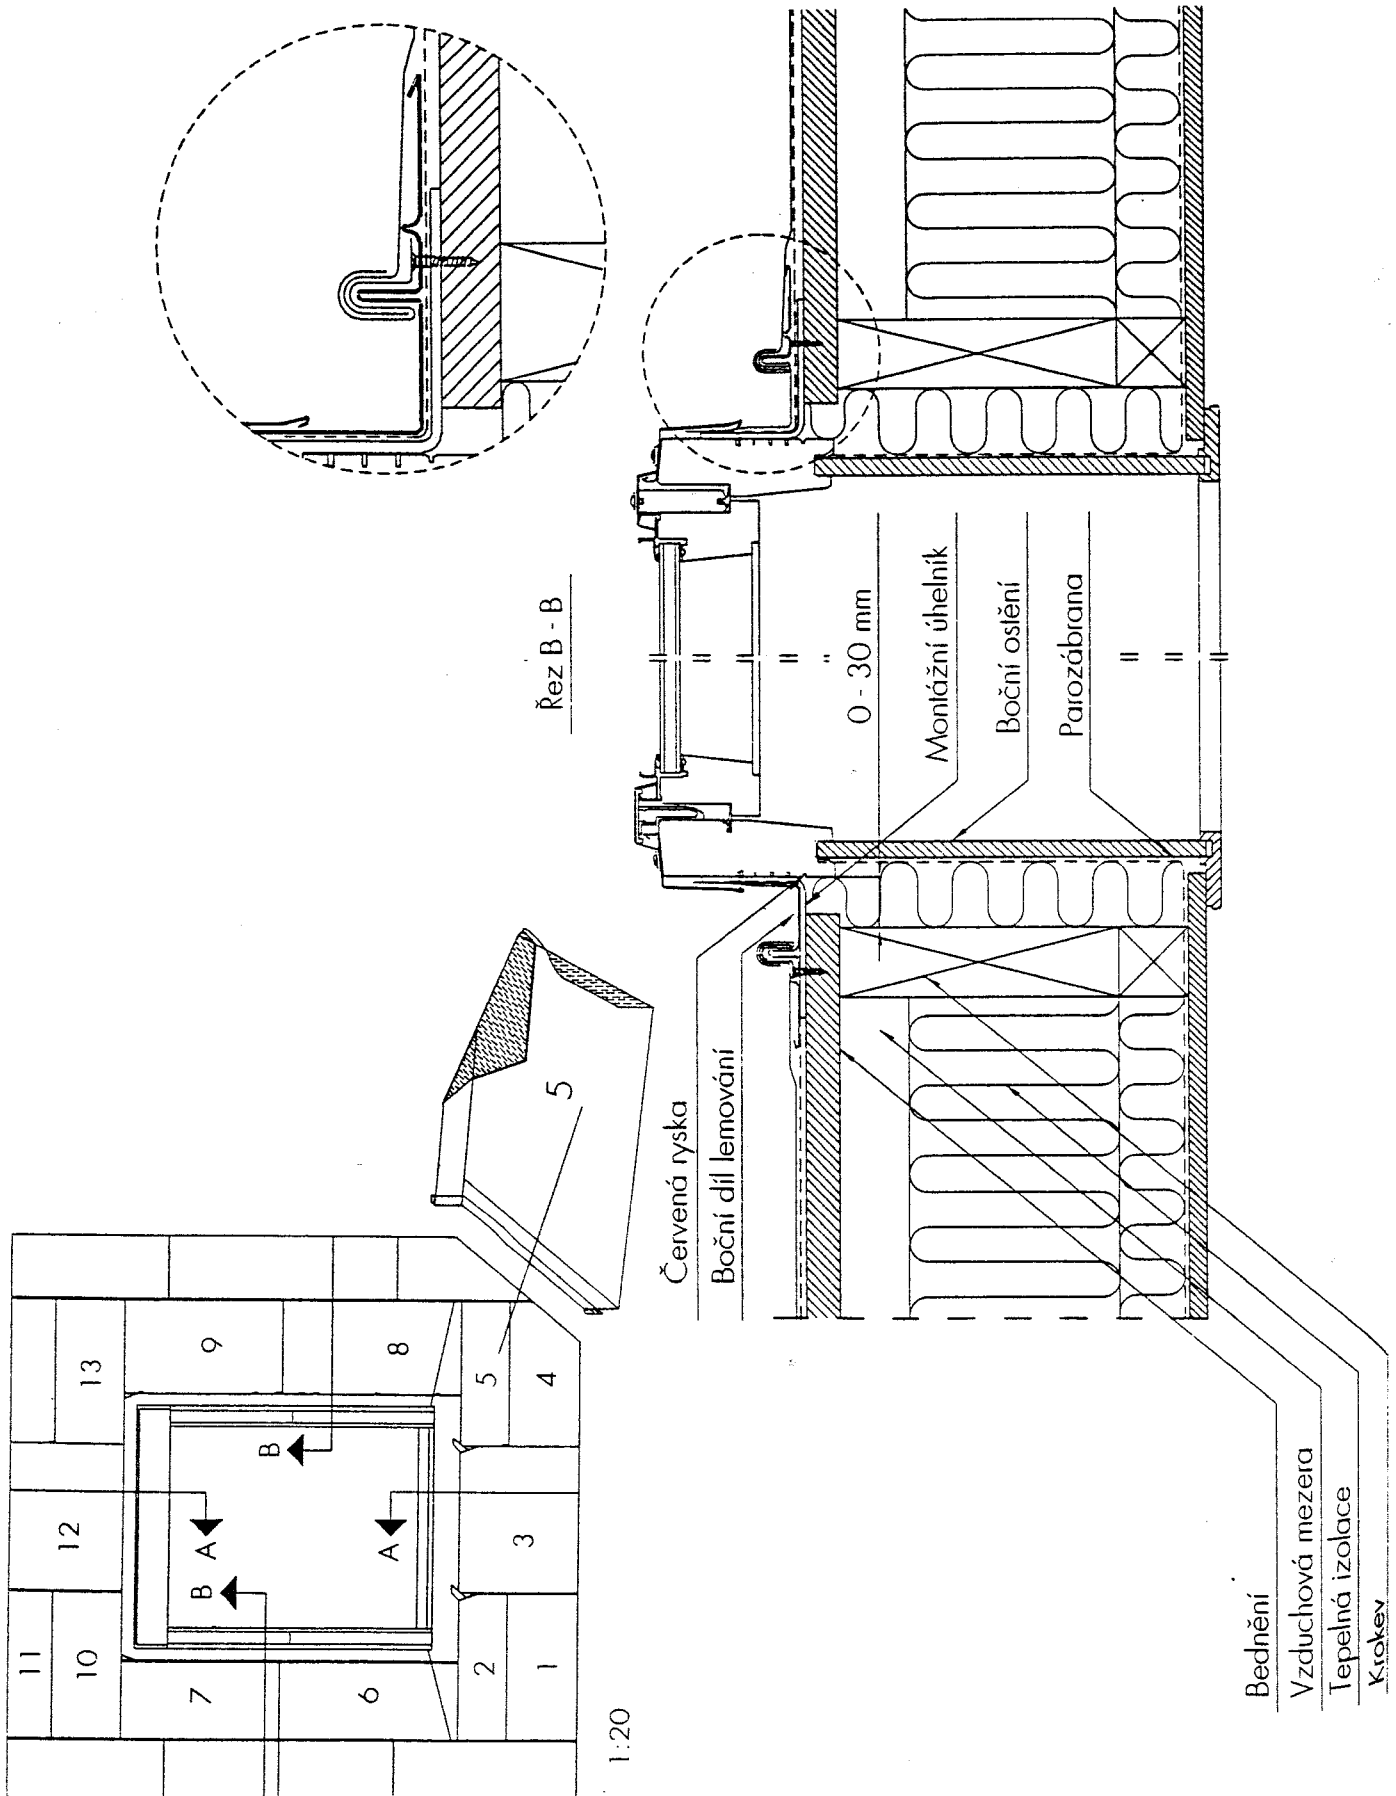 11
12
13
10
9
7
A
B
B
A
8
6
5
2
3
4
1
1:20
5
Řez B - B
Červená ryska
Boční díl lemování
0 - 30 mm
Montážní úhelník
Boční ostění
Parozábrana
Bednění
Vzduchová mezera
Tepelná izolace
Krokev